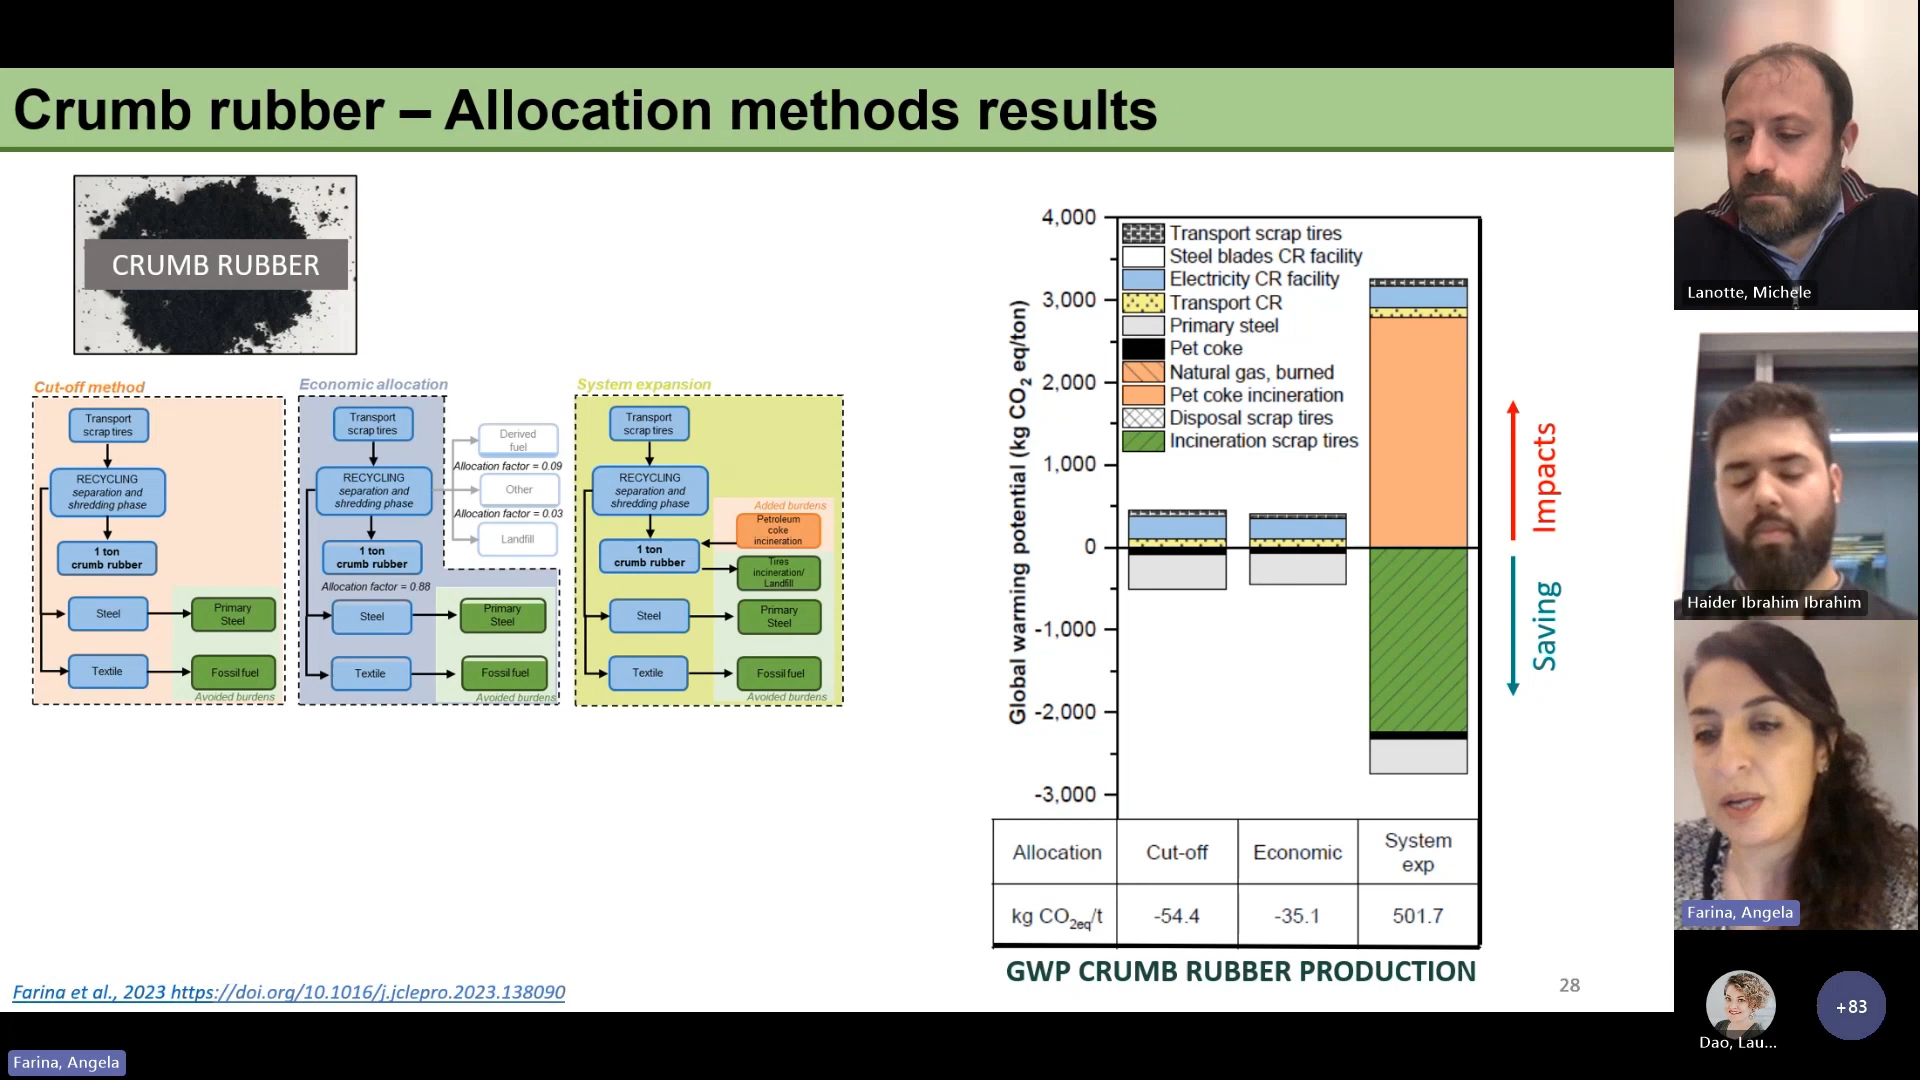 Crumb rubber – Allocation methods results
CRUMB RUBBER
Cut-off method
Transport
scrap tires
RECYCLING
separation and
shredding phase
1 ton
crumb rubber
Steel
Primary
Steel
Textile
Fossil fuel
Avoided burdens
Economic allocation
Transport
scrap tires
Derived
fuel
Allocation factor = 0.09
RECYCLING
separation and
shredding phase
Other
Allocation factor = 0.03
Landfill
1 ton
crumb rubber
Allocation factor = 0.88
Steel
Primary
Steel
Textile
Fossil fuel
Avoided burdens
System expansion
Transport
scrap tires
RECYCLING
separation and
shredding phase
Added burdens
Petroleum
coke
incineration
1 ton
crumb rubber
Tires
incineration/
Landfill
Steel
Primary
Steel
Textile
Fossil fuel
Avoided burdens
Global warming potential (kg CO2 eq/ton)
4,000
3,000
2,000
1,000
0
-1,000
-2,000
-3,000
Transport scrap tires
Steel blades CR facility
Electricity CR facility
Transport CR
Primary steel
Pet coke
Natural gas, burned
Pet coke incineration
Disposal scrap tires
Incineration scrap tires
Impacts
Saving
Allocation Cut-off Economic System
exp
kg CO2eq/t -54.4 -35.1 501.7
GWP CRUMB RUBBER PRODUCTION
Farina et al., 2023 https://doi.org/10.1016/j.jclepro.2023.138090
28
Lanotte, Michele
Haider Ibrahim Ibrahim
Farina, Angela
Dao, Lau...
+83
Farina, Angela